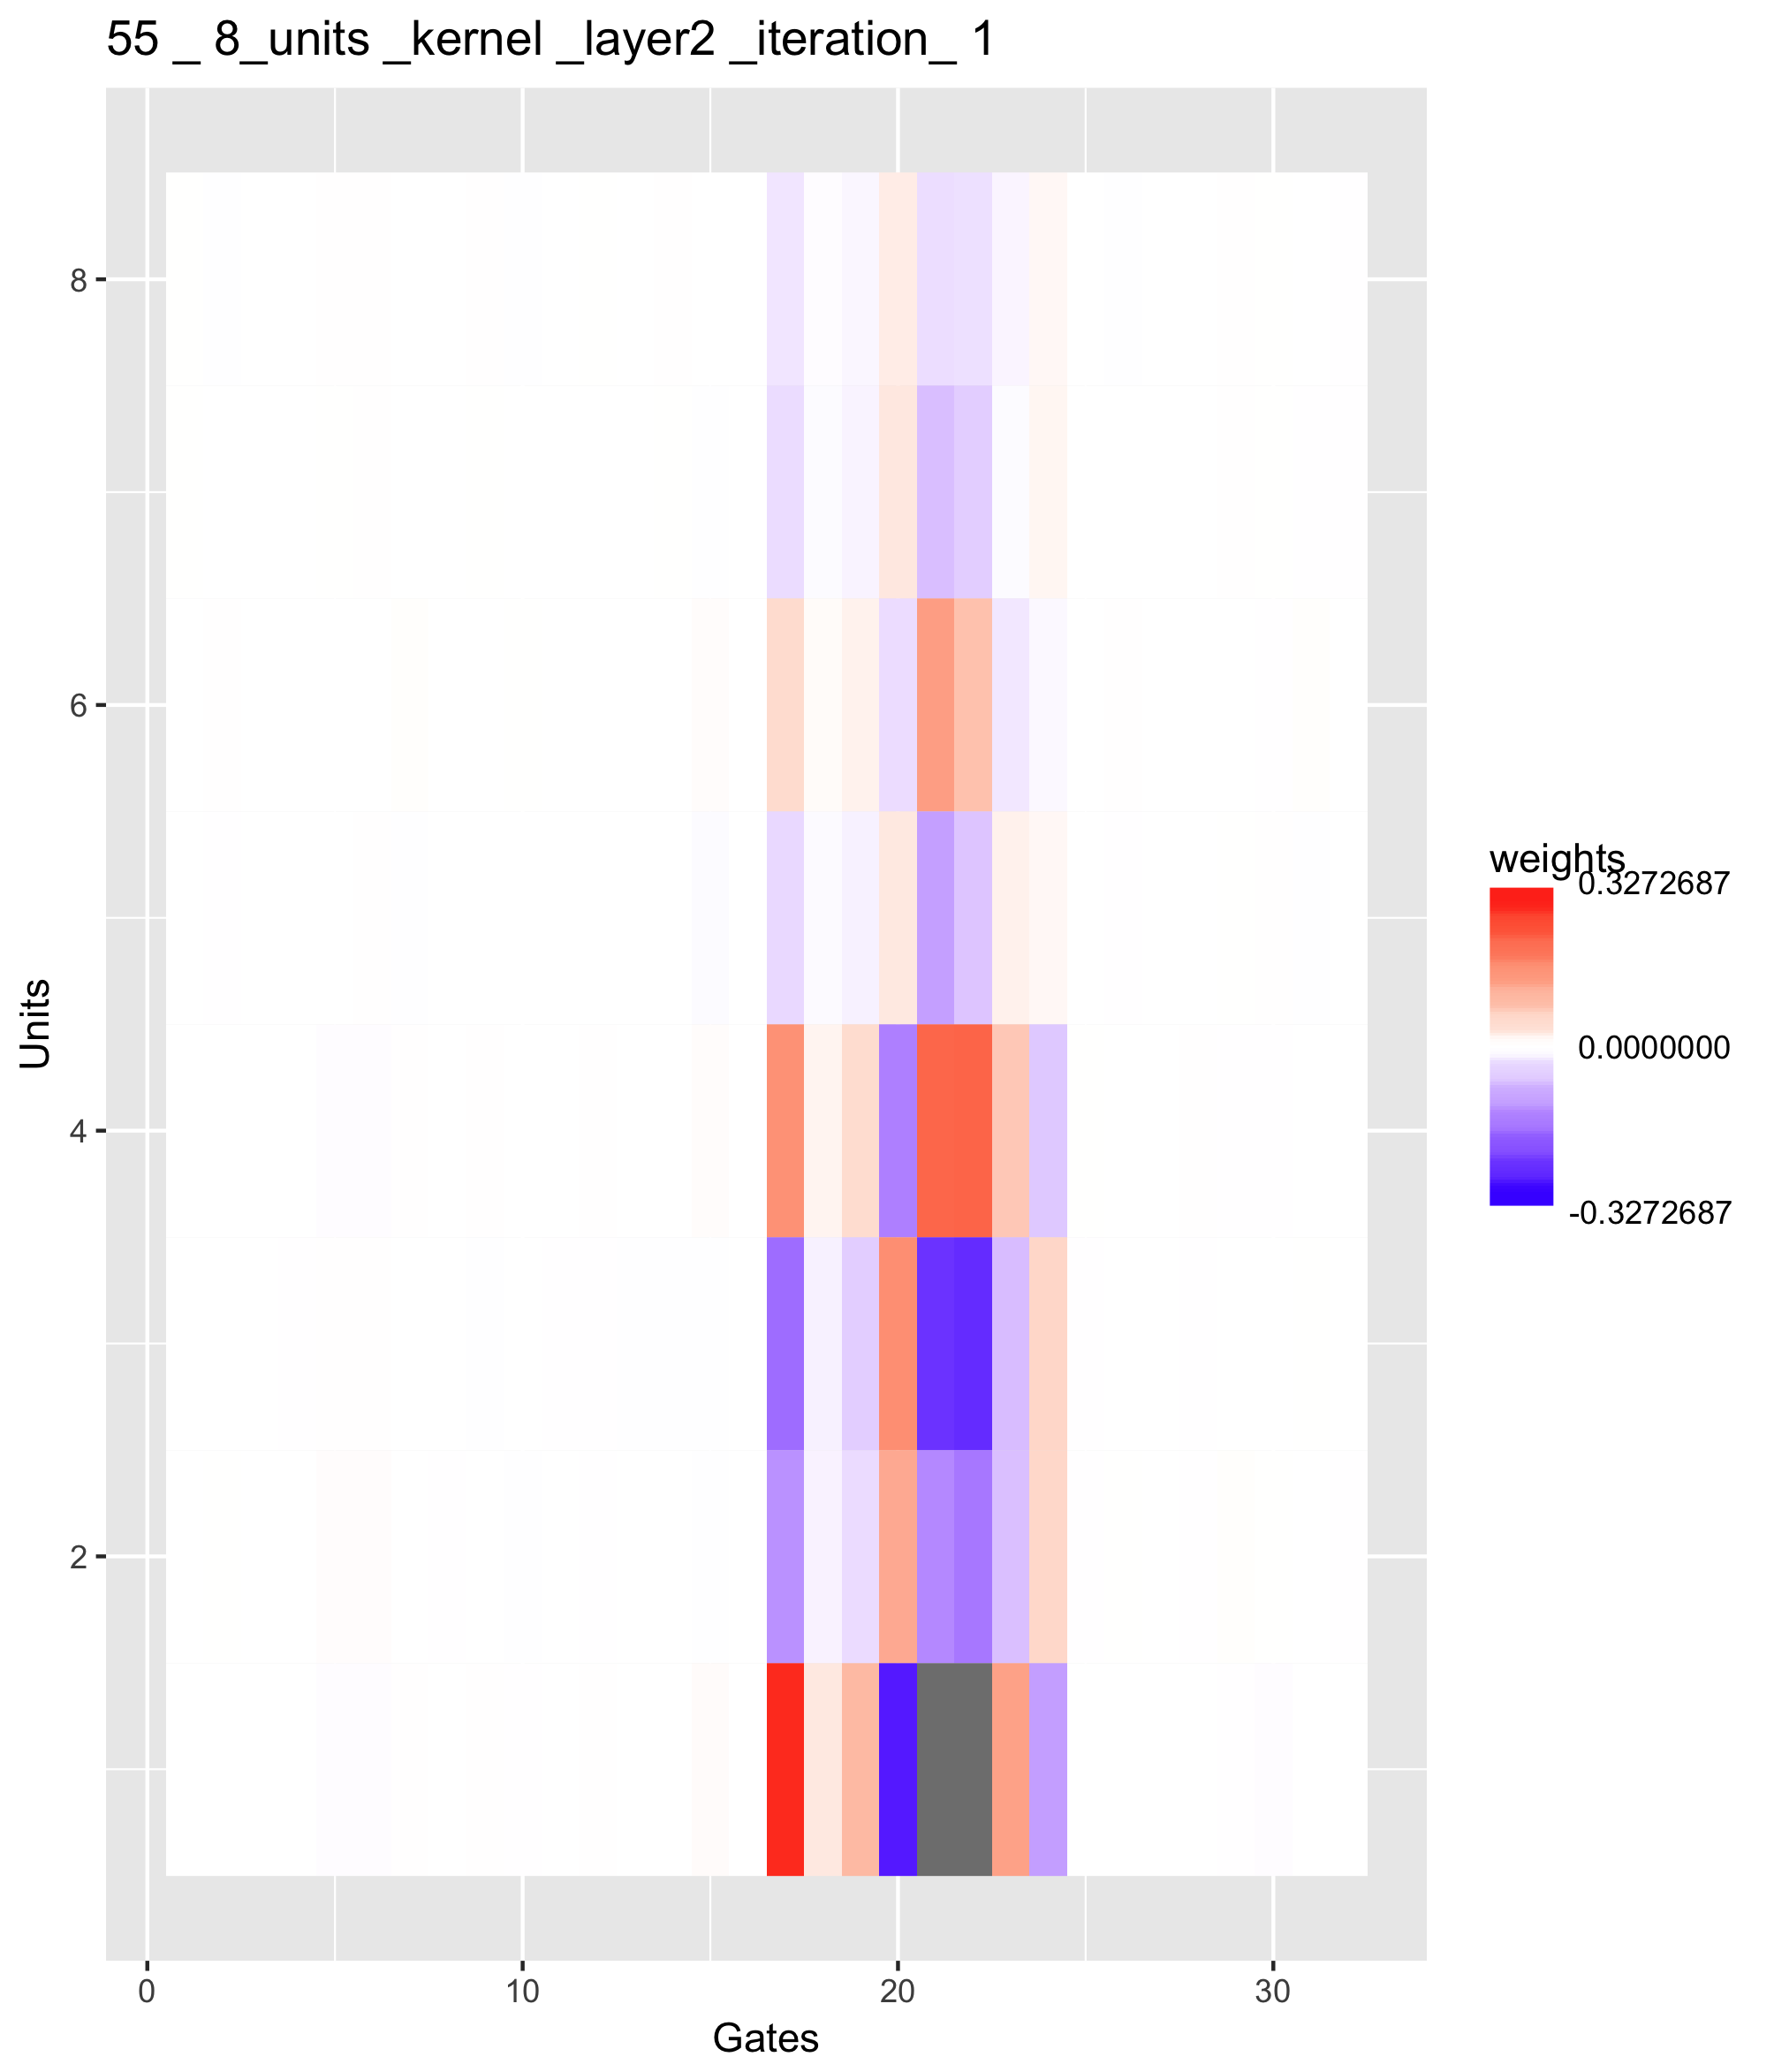 55 _ 8_units _kernel _layer2 _iteration_ 1
Units
8
6
4
2
0
10
20
30
Gates
weights
0.3272687
0.0000000
-0.3272687